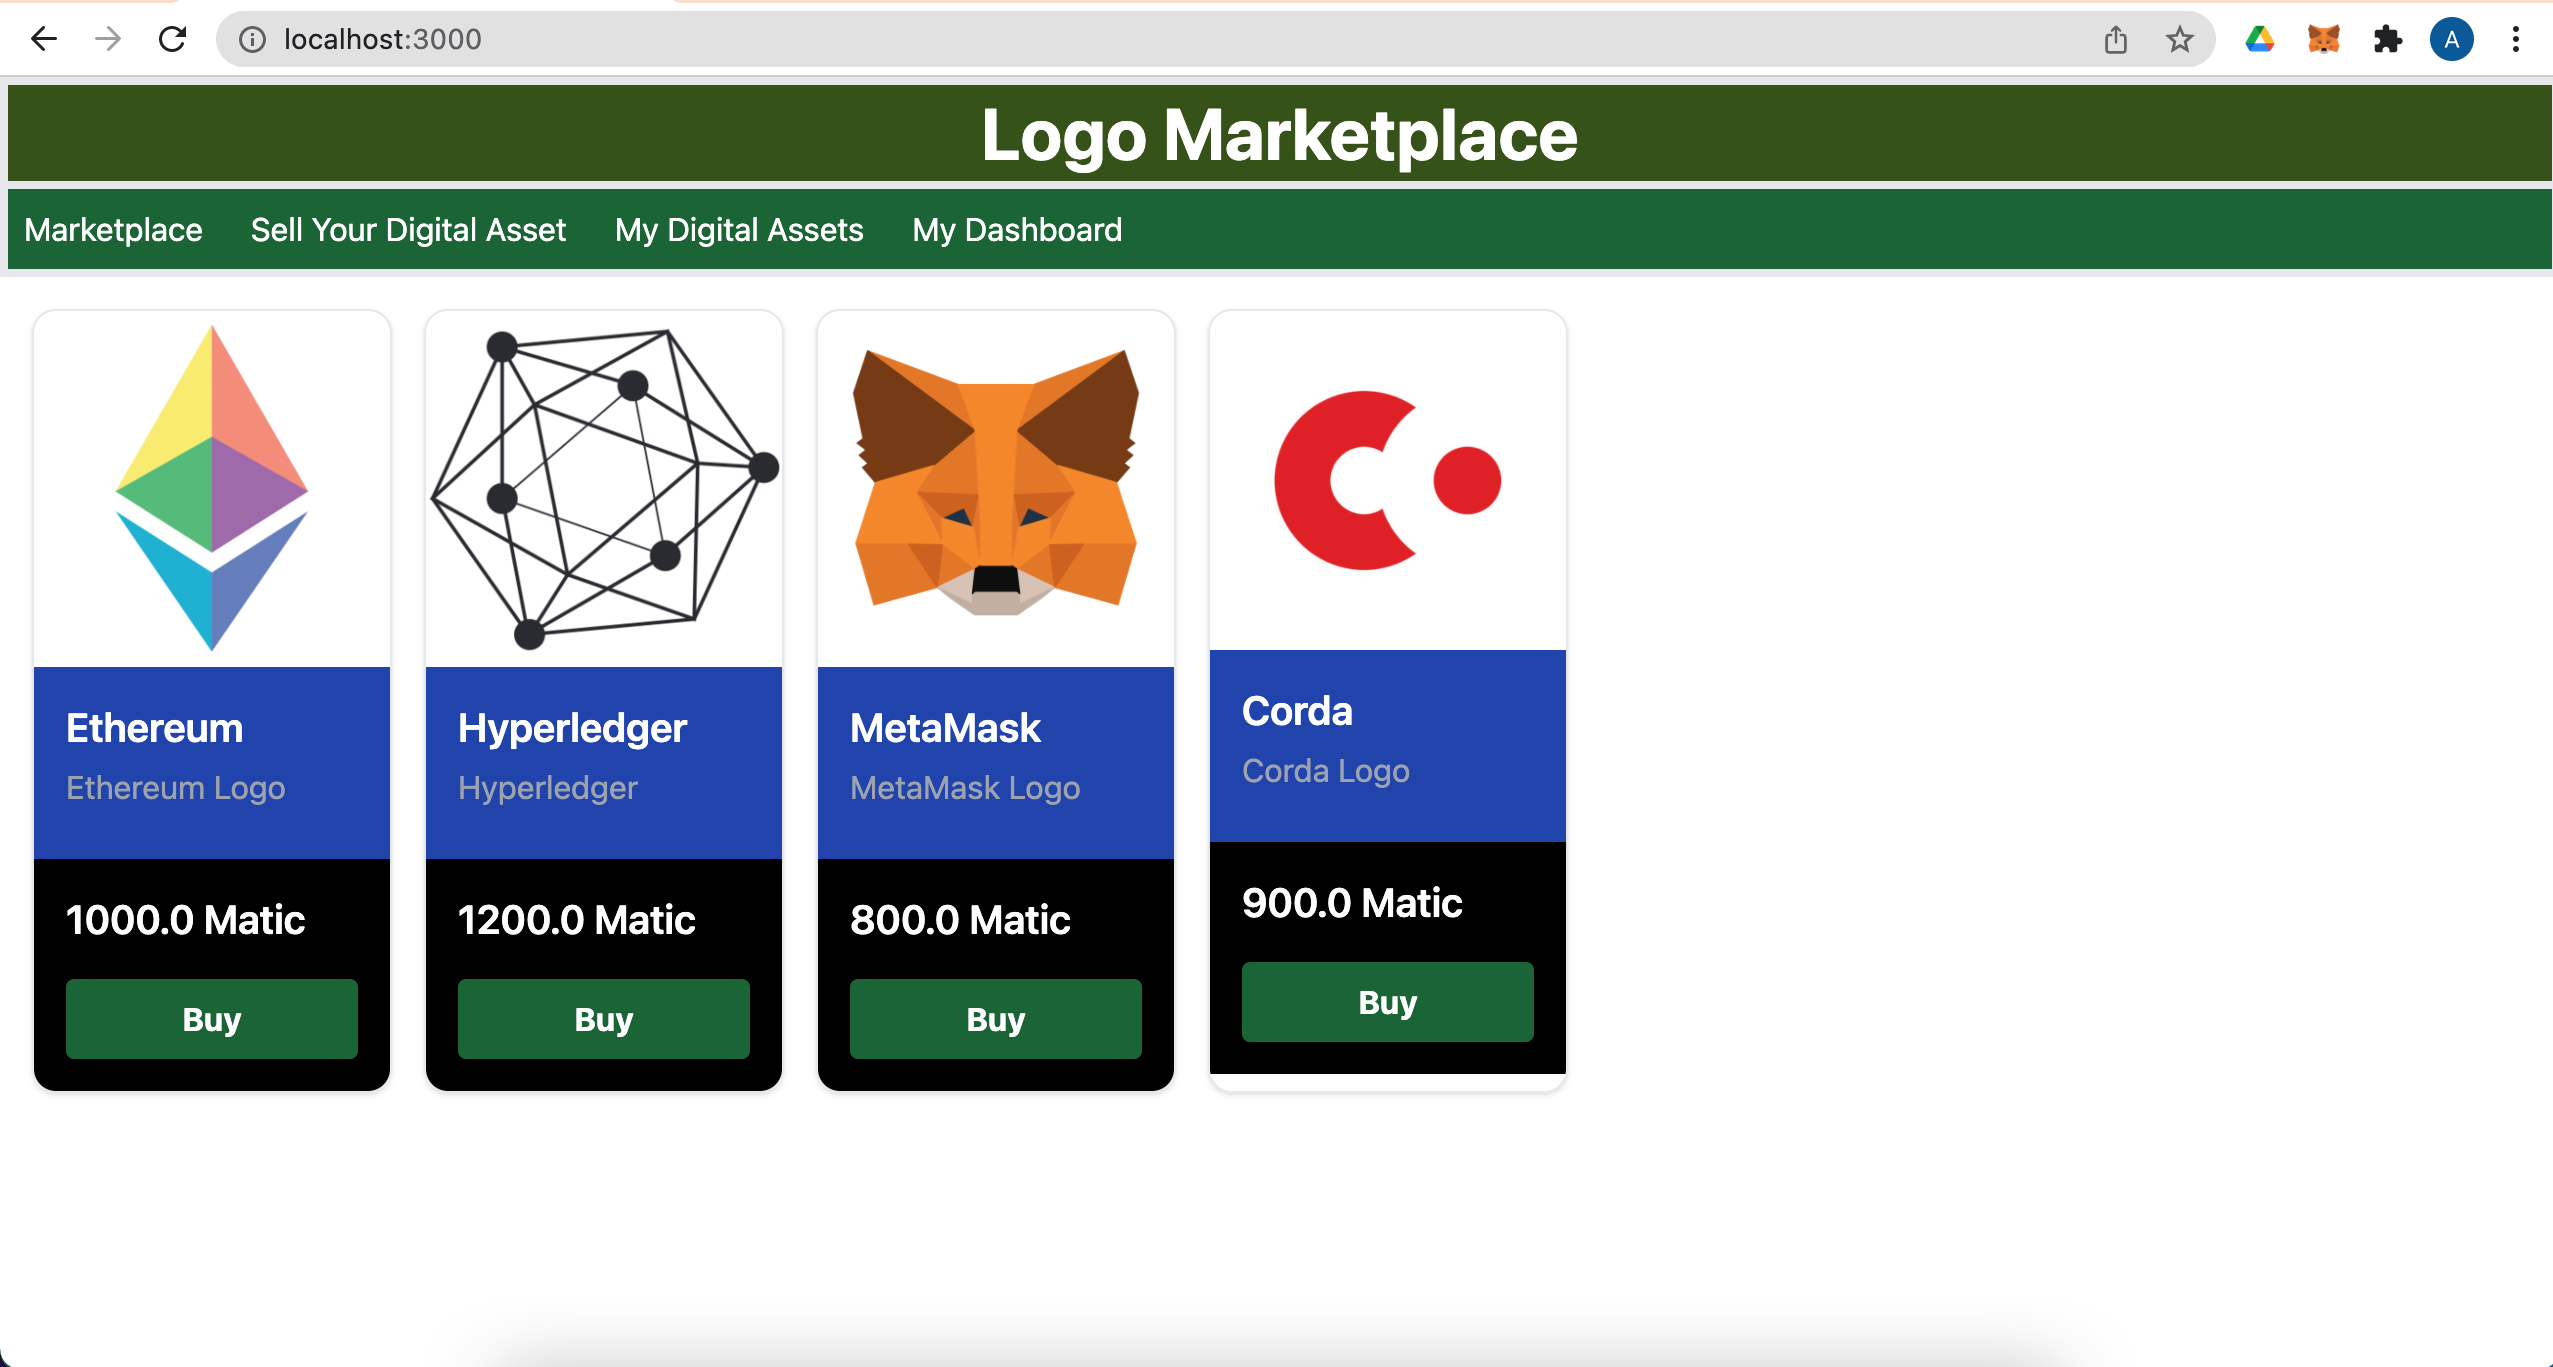 localhost:3000
A
Logo Marketplace
Marketplace Sell Your Digital Asset My Digital Assets My Dashboard
Ethereum
Ethereum Logo
1000.0 Matic
Buy
Hyperledger
Hyperledger
1200.0 Matic
Buy
MetaMask
MetaMask Logo
800.0 Matic
Buy
Corda
Corda Logo
900.0 Matic
Buy